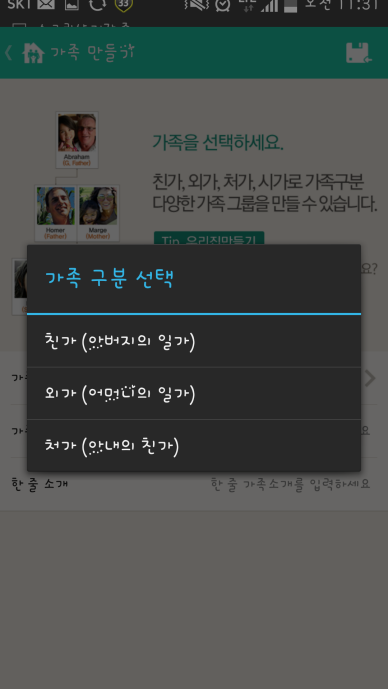 SKT 33 LTE 오전 11:31
가족 만들기
Abraham
(G. Father)
가족을 선택하세요.
Homer
(Father)
Marge
(Mother)
친가, 외가, 처가, 시가로 가족구분
다양한 가족 그룹을 만들 수 있습니다.
Tip. 우리집만들기
요?
가족 구분 선택
친가 (아버지의 일가)
외가 (어머니의 일가)
처가 (아내의 친가)
한 줄 소개
한 줄 가족소개를 입력하세요